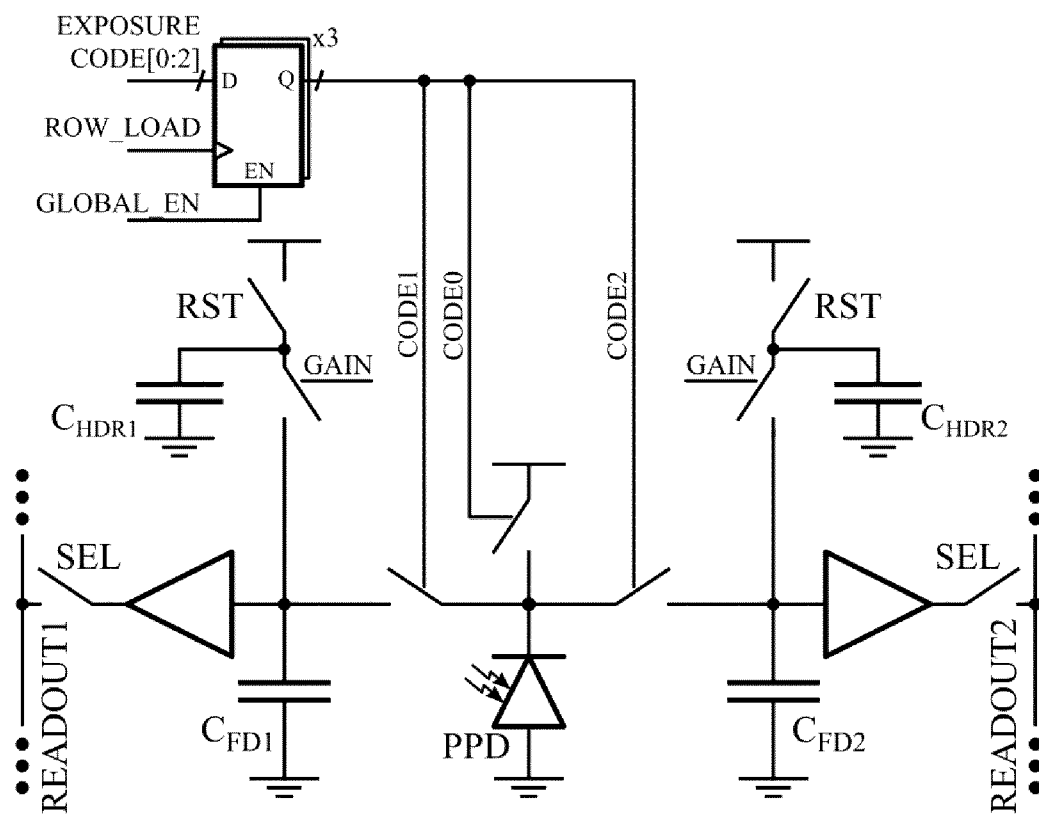 EXPOSURE
CODE[0:2]
x3
D
Q
ROW_LOAD
EN
GLOBAL_EN
CODE1
CODE0
CODE2
RST
RST
GAIN
GAIN
CHDR1
CHDR2
SEL
SEL
READOUT1
CFD1
PPD
CFD2
READOUT2